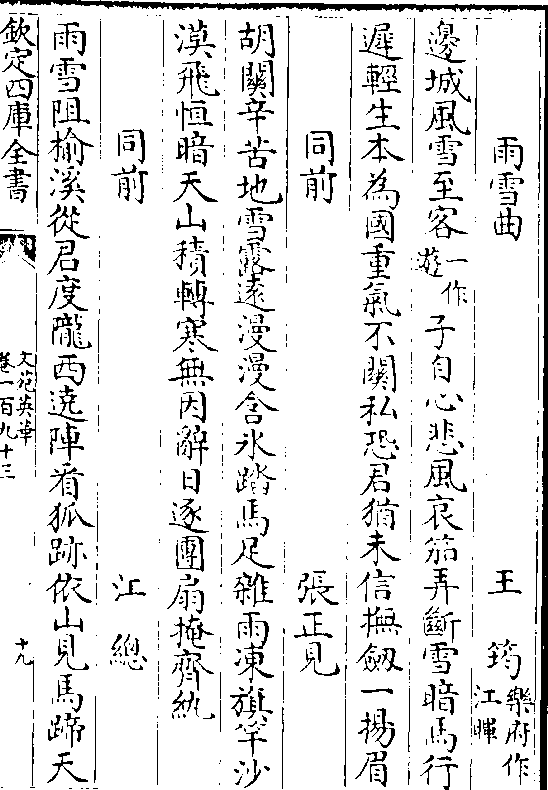 雨雪曲 王筠樂府作江暉
邊城風雪至客一作遊子自心悲風哀笳弄斷雪暗馬行
遲輕生本為國重氣不關私恐君猶未信撫劒一揚眉
同前 張正見
胡關辛苦地雪露遠漫漫含氷踏馬足雜雨凍旗竿沙
漠飛恒暗天山積轉寒無因辭日逐團扇掩齊紈
同前 江總
雨雪阻榆溪從君度隴西遶陣看狐跡依山見馬蹄天
欽定四庫全書 文苑英華卷一百九十三 十九